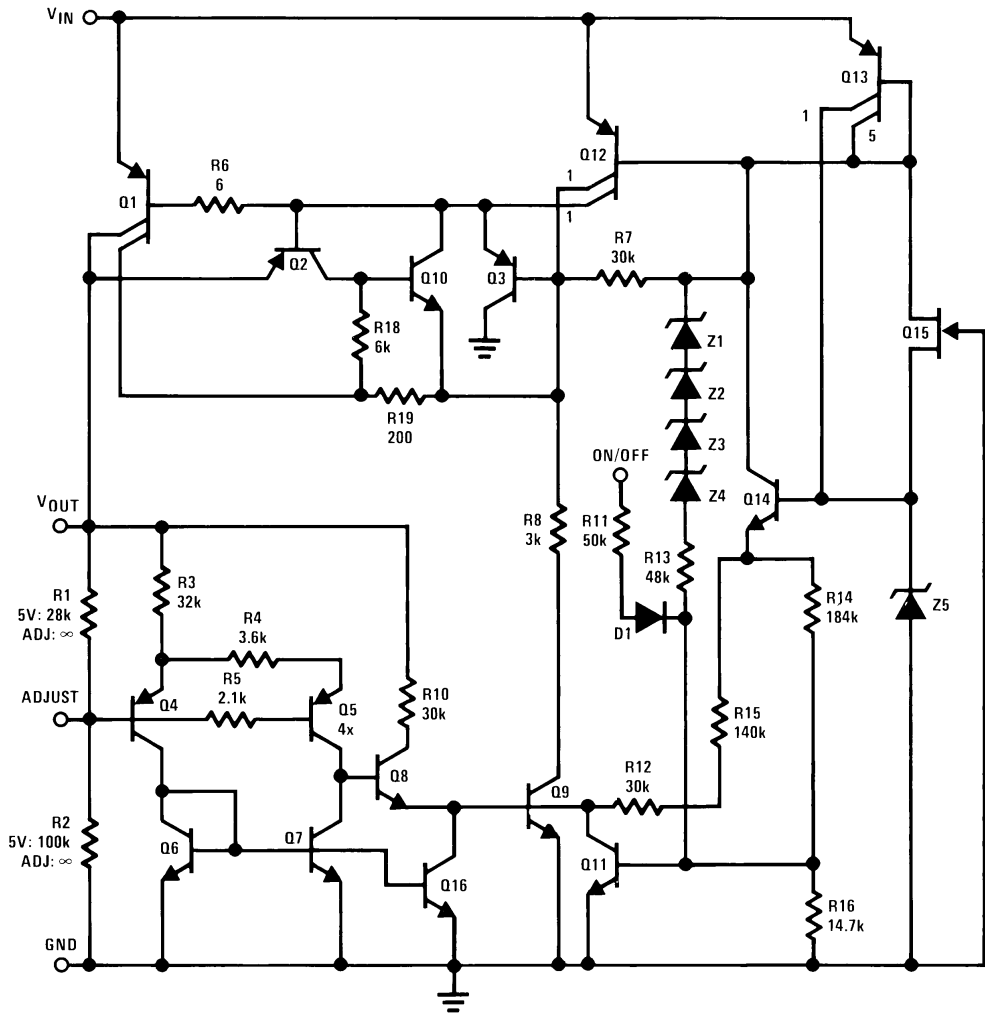 VIN
Q13
1
5
Q12
1
1
R6
6
Q1
Q2
Q10
Q3
R7
30k
R18
6k
Z1
Q15
R19
200
Z2
Z3
ON/OFF
Z4
Q14
VOUT
R8
3k
R11
50k
R13
48k
R3
32k
R1
5V: 28k
ADJ: ∞
R4
3.6k
D1
R14
184k
Z5
R5
2.1k
ADJUST
Q4
Q5
4x
R10
30k
R15
140k
Q8
Q9
R12
30k
R2
5V: 100k
ADJ: ∞
Q6
Q7
Q16
Q11
R16
14.7k
GND